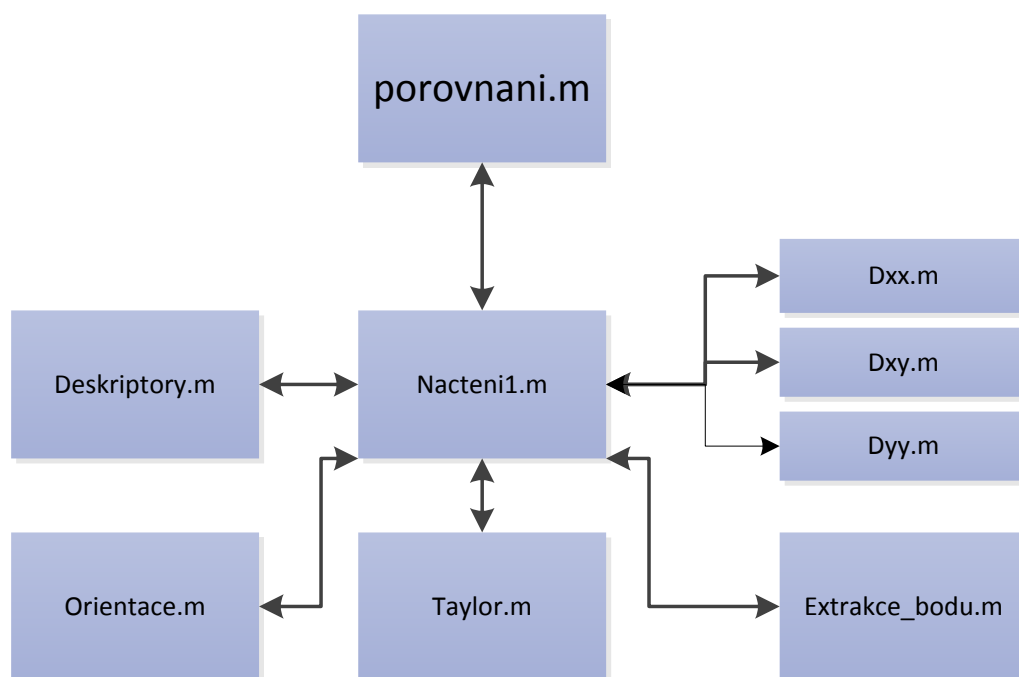 porovnani.m
Dxx.m
Deskriptory.m
Nacteni1.m
Dxy.m
Dyy.m
Orientace.m
Taylor.m
Extrakce_bodu.m